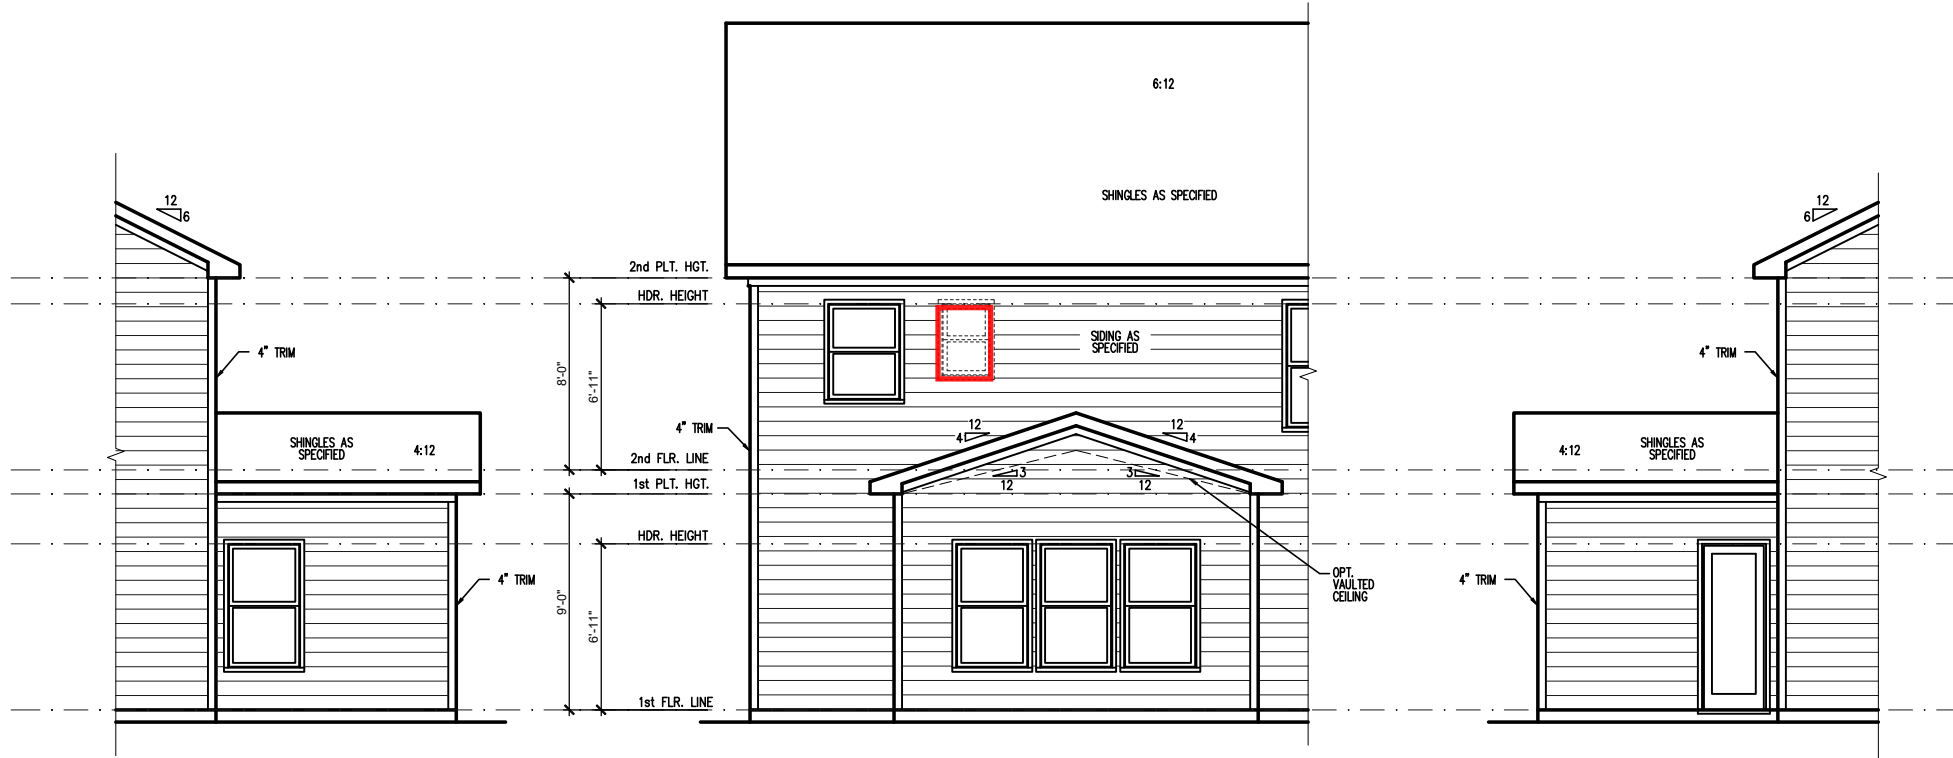 6:12
SHINGLES AS SPECIFIED
12
6
12
6
2nd PLT. HGT.
HDR. HEIGHT
4" TRIM
8'-0"
6'-11"
SIDING AS
SPECIFIED
4" TRIM
SHINGLES AS
SPECIFIED
4:12
4" TRIM
12
4
12
4
4:12
SHINGLES AS
SPECIFIED
2nd FLR. LINE
3
12
3
12
1st PLT. HGT.
HDR. HEIGHT
4" TRIM
9'-0"
6'-11"
OPT.
VAULTED
CEILING
4" TRIM
1st FLR. LINE